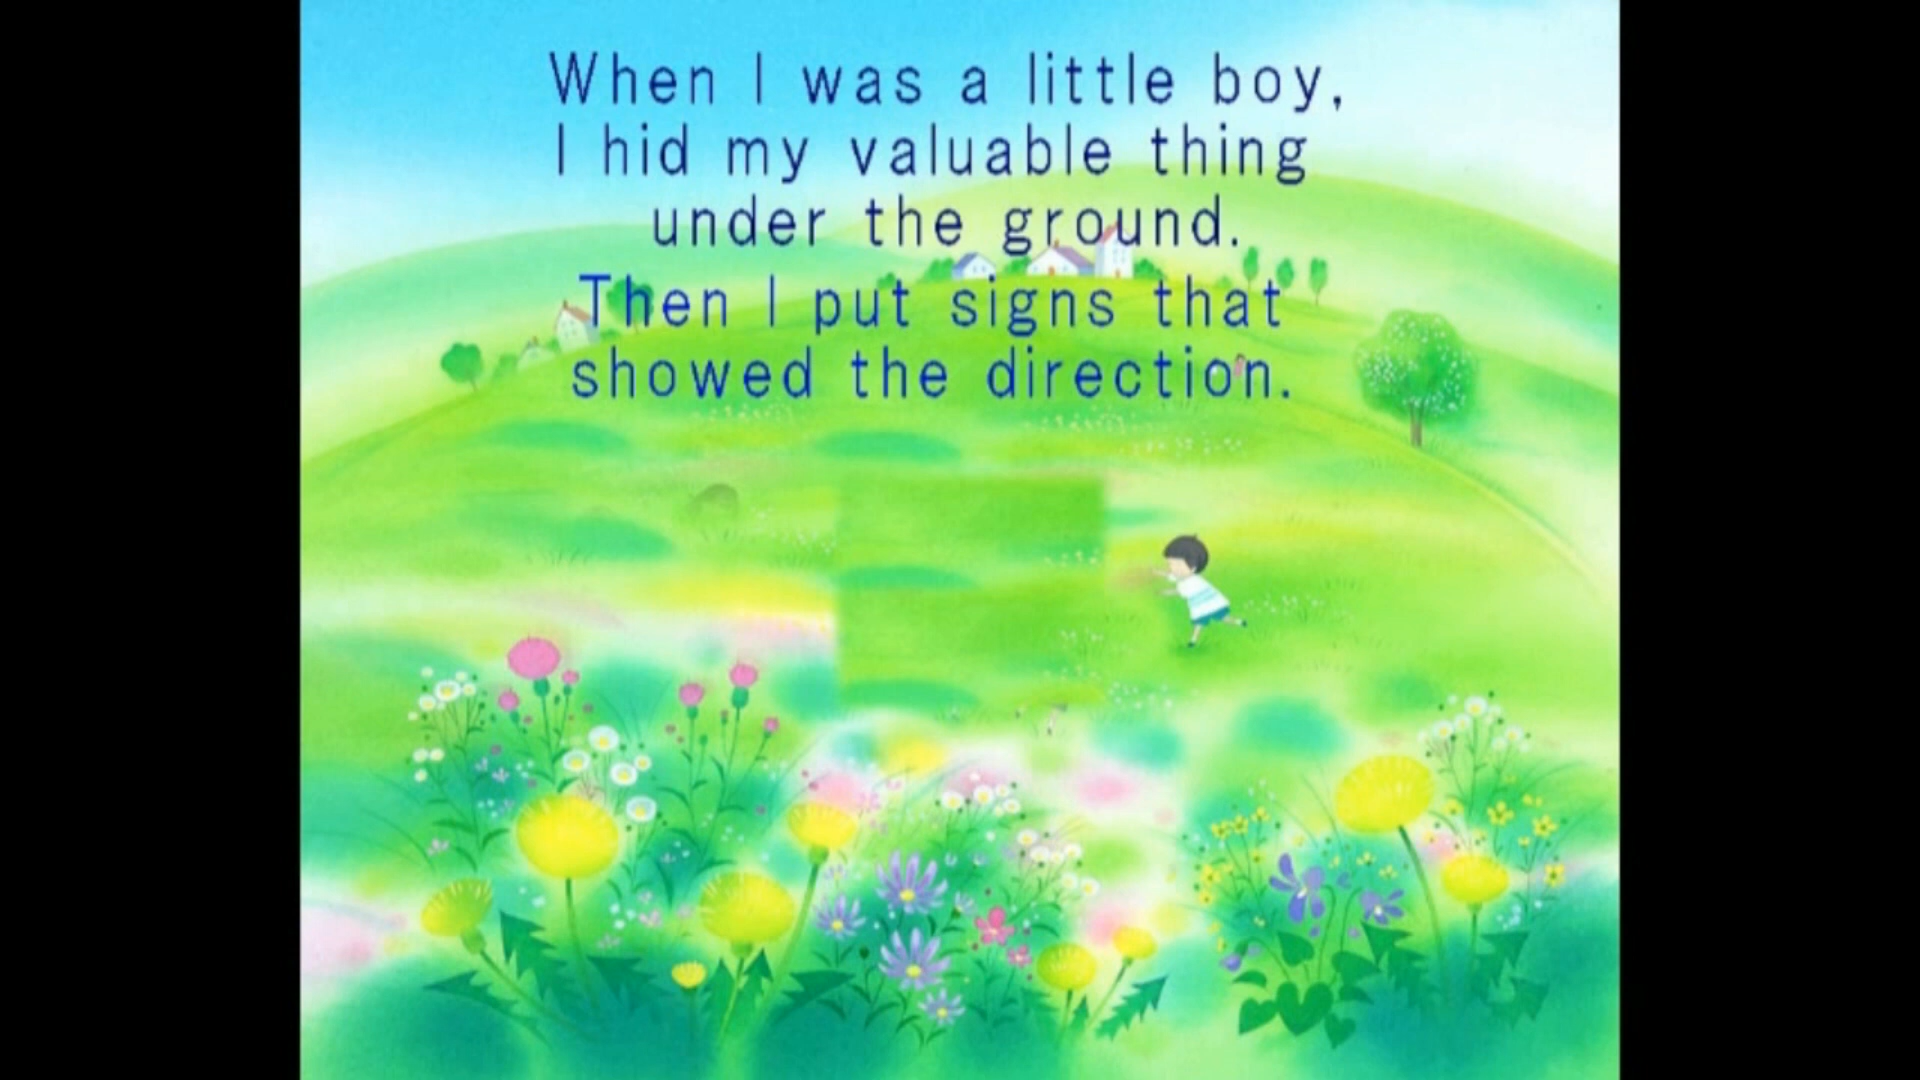 When I was a little boy,
I hid my valuable thing
under the ground.
Then I put signs that
showed the direction.